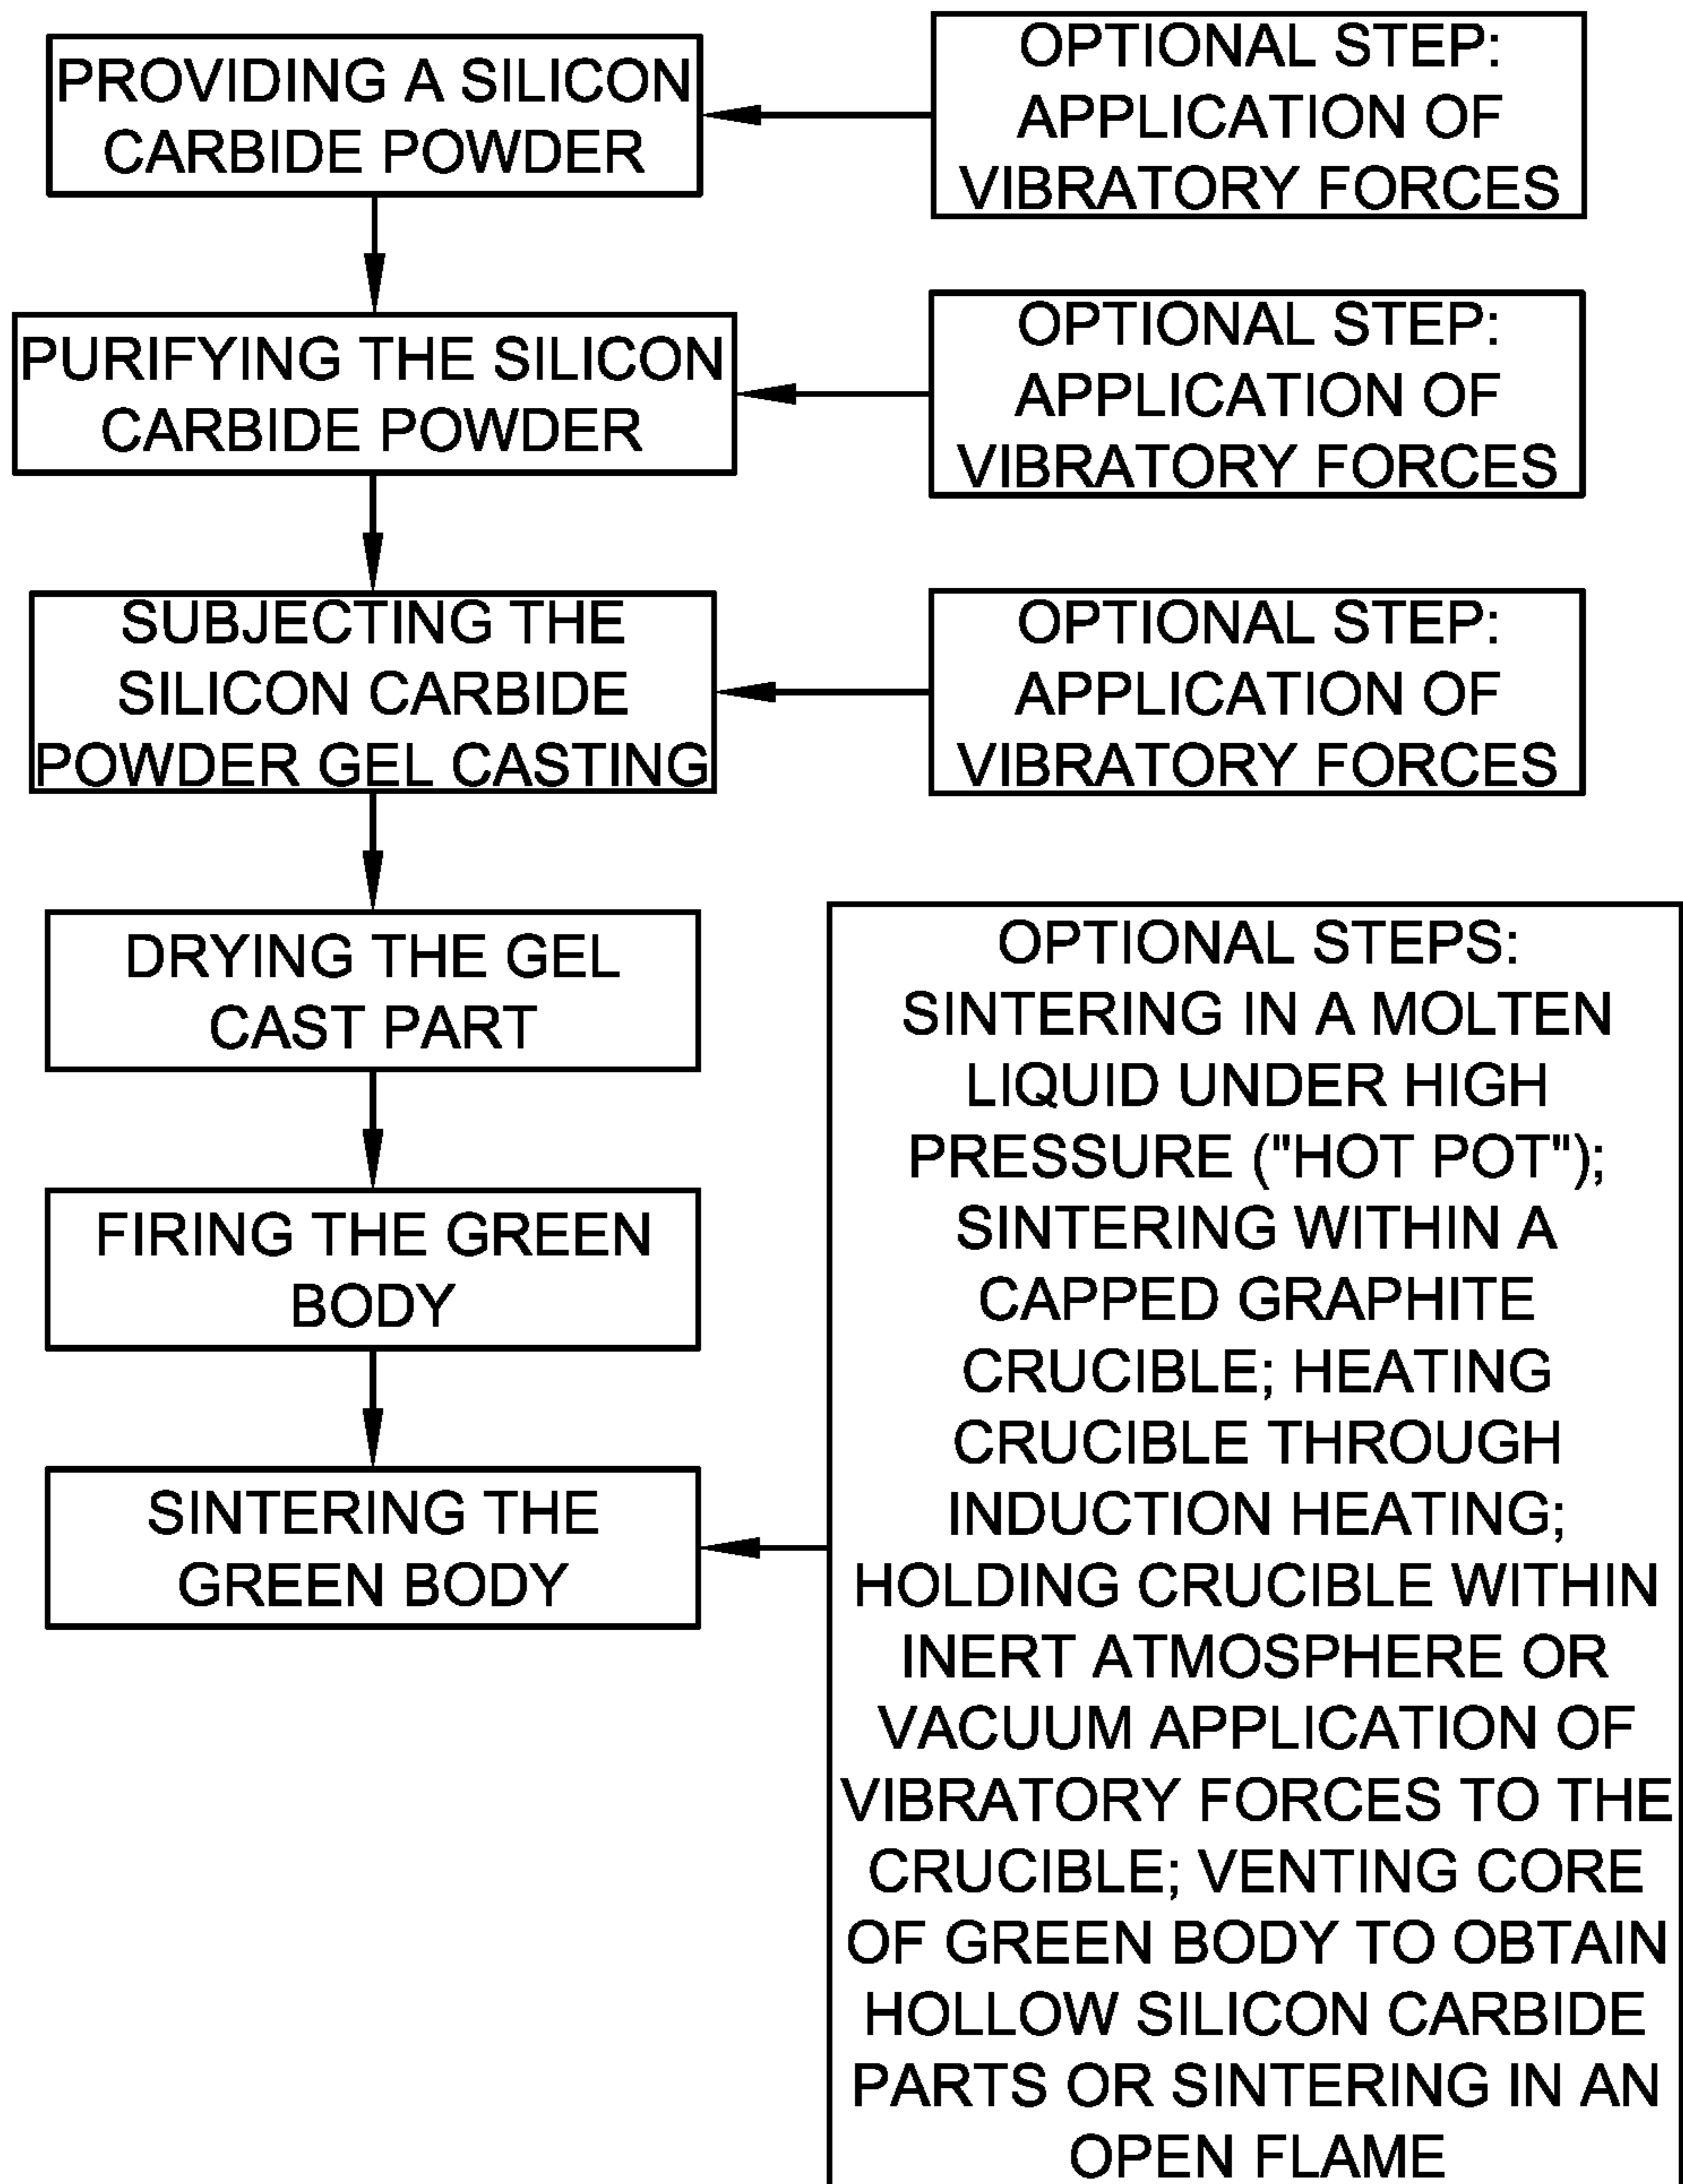 PROVIDING A SILICON
CARBIDE POWDER
OPTIONAL STEP:
APPLICATION OF
VIBRATORY FORCES
PURIFYING THE SILICON
CARBIDE POWDER
OPTIONAL STEP:
APPLICATION OF
VIBRATORY FORCES
SUBJECTING THE
SILICON CARBIDE
POWDER GEL CASTING
OPTIONAL STEP:
APPLICATION OF
VIBRATORY FORCES
DRYING THE GEL
CAST PART
FIRING THE GREEN
BODY
SINTERING THE
GREEN BODY
OPTIONAL STEPS:
SINTERING IN A MOLTEN
LIQUID UNDER HIGH
PRESSURE ("HOT POT");
SINTERING WITHIN A
CAPPED GRAPHITE
CRUCIBLE; HEATING
CRUCIBLE THROUGH
INDUCTION HEATING;
HOLDING CRUCIBLE WITHIN
INERT ATMOSPHERE OR
VACUUM APPLICATION OF
VIBRATORY FORCES TO THE
CRUCIBLE; VENTING CORE
OF GREEN BODY TO OBTAIN
HOLLOW SILICON CARBIDE
PARTS OR SINTERING IN AN
OPEN FLAME